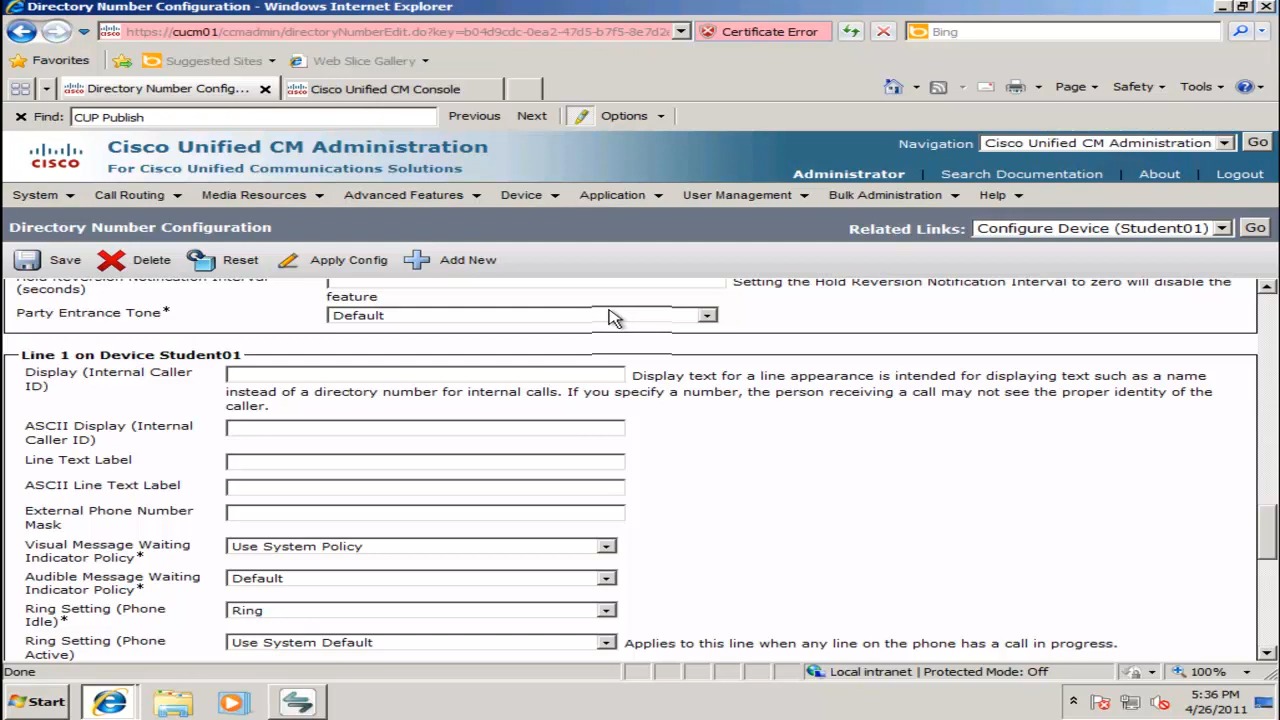 Directory Number Configuration - Windows Internet Explorer
https://cucm01/ccmadmin/directoryNumberEdit.do?key=b04d9cdc-0ea2-47d5-b7f5-8e7d2
Certificate Error
Bing
Favorites
Suggested Sites
Web Slice Gallery
Directory Number Config...
Cisco Unified CM Console
Page
Safety
Tools
Find: CUP Publish
Previous
Next
Options
CISCO
Cisco Unified CM Administration
For Cisco Unified Communications Solutions
Navigation Cisco Unified CM Administration Go
Administrator
Search Documentation
About
Logout
System
Call Routing
Media Resources
Advanced Features
Device
Application
User Management
Bulk Administration
Help
Directory Number Configuration
Related Links: Configure Device (Student01) Go
Save
Delete
Reset
Apply Config
Add New
Hold Reversion Notification Interval
(seconds)
Setting the Hold Reversion Notification Interval to zero will disable the
feature
Party Entrance Tone* Default
Line 1 on Device Student01
Display (Internal Caller
ID)
Display text for a line appearance is intended for displaying text such as a name
instead of a directory number for internal calls. If you specify a number, the person receiving a call may not see the proper identity of the
caller.
ASCII Display (Internal
Caller ID)
Line Text Label
ASCII Line Text Label
External Phone Number
Mask
Visual Message Waiting
Indicator Policy*
Use System Policy
Audible Message Waiting
Indicator Policy*
Default
Ring Setting (Phone
Idle)*
Ring
Ring Setting (Phone
Active)
Use System Default
Applies to this line when any line on the phone has a call in progress.
Done
Local intranet | Protected Mode: Off
100%
Start
5:36 PM
4/26/2011